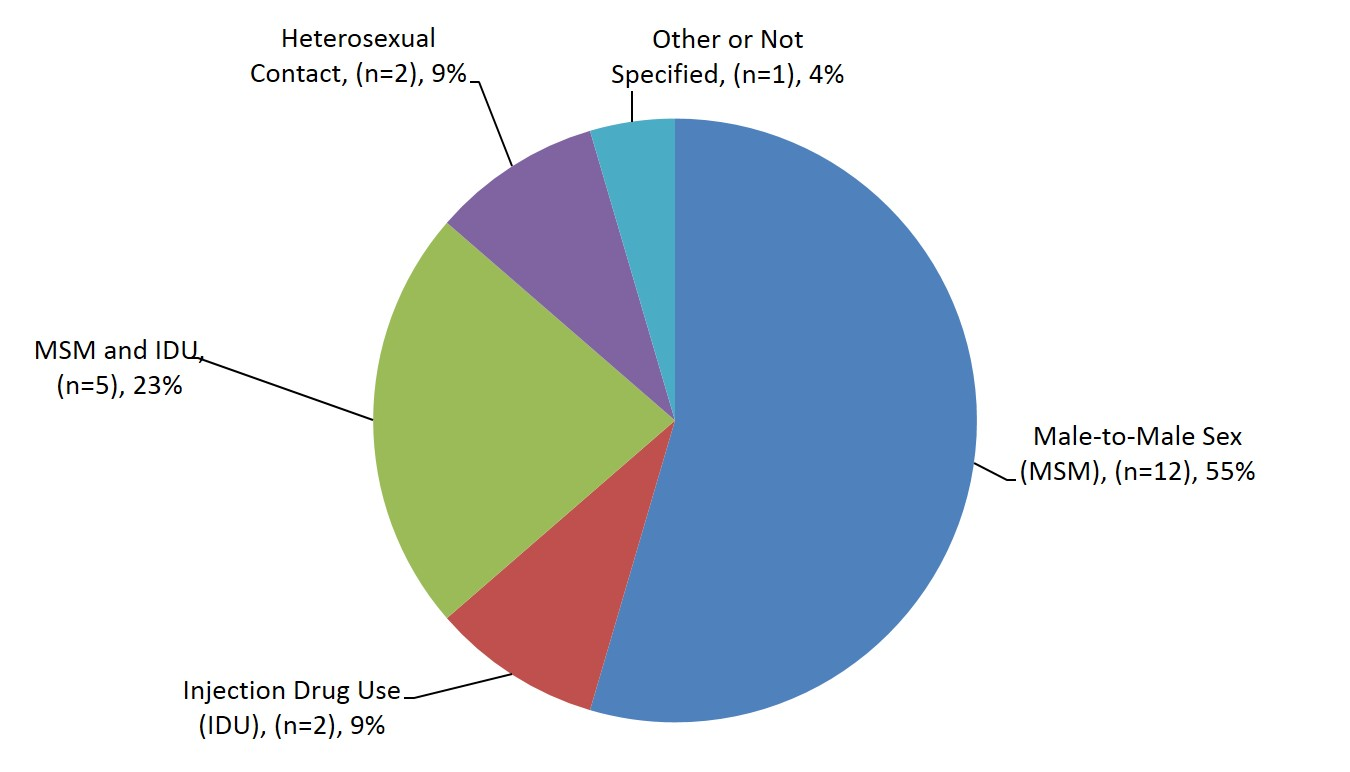 Heterosexual
Contact, (n=2), 9%
Other or Not
Specified, (n=1), 4%
MSM and IDU,
(n=5), 23%
Male-to-Male Sex
(MSM), (n=12), 55%
Injection Drug Use
(IDU), (n=2), 9%